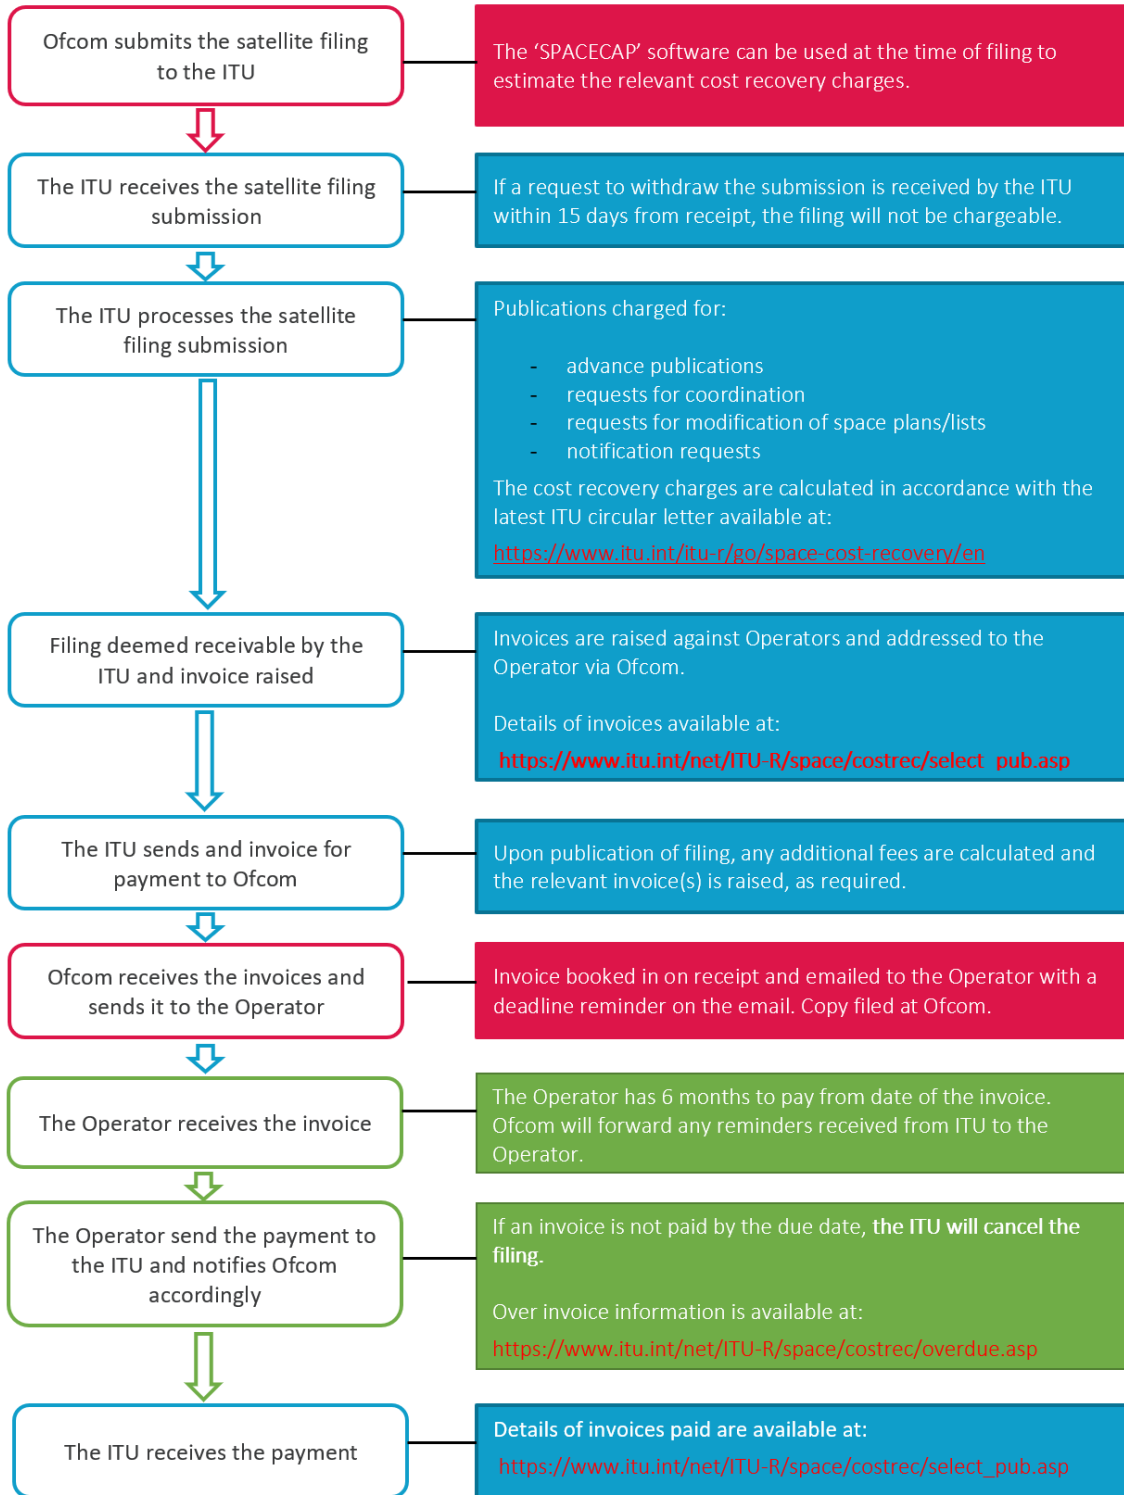 Ofcom submits the satellite filing
to the ITU
The ‘SPACECAP’ software can be used at the time of filing to
estimate the relevant cost recovery charges.
The ITU receives the satellite filing
submission
If a request to withdraw the submission is received by the ITU
within 15 days from receipt, the filing will not be chargeable.
The ITU processes the satellite
filing submission
Publications charged for:
- advance publications
- requests for coordination
- requests for modification of space plans/lists
- notification requests
The cost recovery charges are calculated in accordance with the
latest ITU circular letter available at:
https://www.itu.int/itu-r/go/space-cost-recovery/en
Filing deemed receivable by the
ITU and invoice raised
Invoices are raised against Operators and addressed to the
Operator via Ofcom.
Details of invoices available at:
https://www.itu.int/net/ITU-R/space/costrec/select_pub.asp
The ITU sends and invoice for
payment to Ofcom
Upon publication of filing, any additional fees are calculated and
the relevant invoice(s) is raised, as required.
Ofcom receives the invoices and
sends it to the Operator
Invoice booked in on receipt and emailed to the Operator with a
deadline reminder on the email. Copy filed at Ofcom.
The Operator receives the invoice
The Operator has 6 months to pay from date of the invoice.
Ofcom will forward any reminders received from ITU to the
Operator.
The Operator send the payment to
the ITU and notifies Ofcom
accordingly
If an invoice is not paid by the due date, the ITU will cancel the
filing.
Over invoice information is available at:
https://www.itu.int/net/ITU-R/space/costrec/overdue.asp
The ITU receives the payment
Details of invoices paid are available at:
https://www.itu.int/net/ITU-R/space/costrec/select_pub.asp